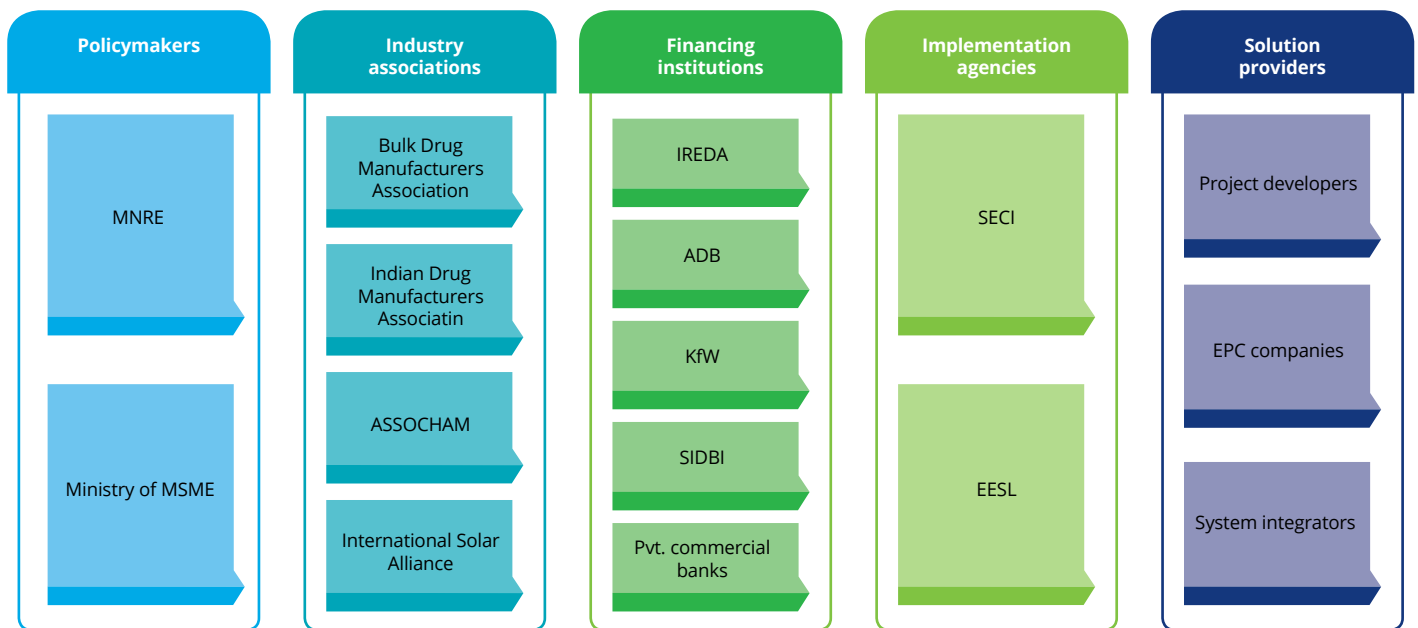 Policymakers
MNRE
Ministry of MSME
Industry
associations
Bulk Drug
Manufacturers
Association
Indian Drug
Manufacturers
Associatin
ASSOCHAM
International Solar
Alliance
Financing
institutions
IREDA
ADB
KfW
SIDBI
Pvt. commercial
banks
Implementation
agencies
SECI
EESL
Solution
providers
Project developers
EPC companies
System integrators